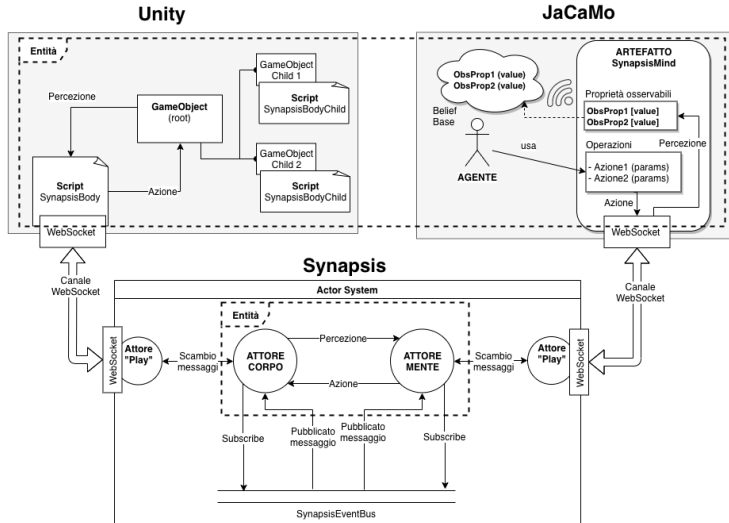 Unity
JaCaMo
Entità
GameObject
Child 1
Script
SynapsisBodyChild
Percezione
GameObject
(root)
GameObject
Child 2
Script
SynapsisBodyChild
Script
SynapsisBody
Azione
WebSocket
ARTEFATTO
SynapsisMind
ObsProp1 (value)
ObsProp2 (value)
Proprietà osservabili
ObsProp1 [value]
ObsProp2 [value]
Belief
Base
usa
Percezione
Operazioni
- Azione1 (params)
- Azione2 (params)
AGENTE
Azione
WebSocket
Canale
WebSocket
Synapsis
Canale
WebSocket
Actor System
Entità
WebSocket
Attore
"Play"
Scambio
messaggi
ATTORE
CORPO
Percezione
Azione
ATTORE
MENTE
Scambio
messaggi
Attore
"Play"
WebSocket
Subscribe
Pubblicato
messaggio
Pubblicato
messaggio
Subscribe
SynapsisEventBus